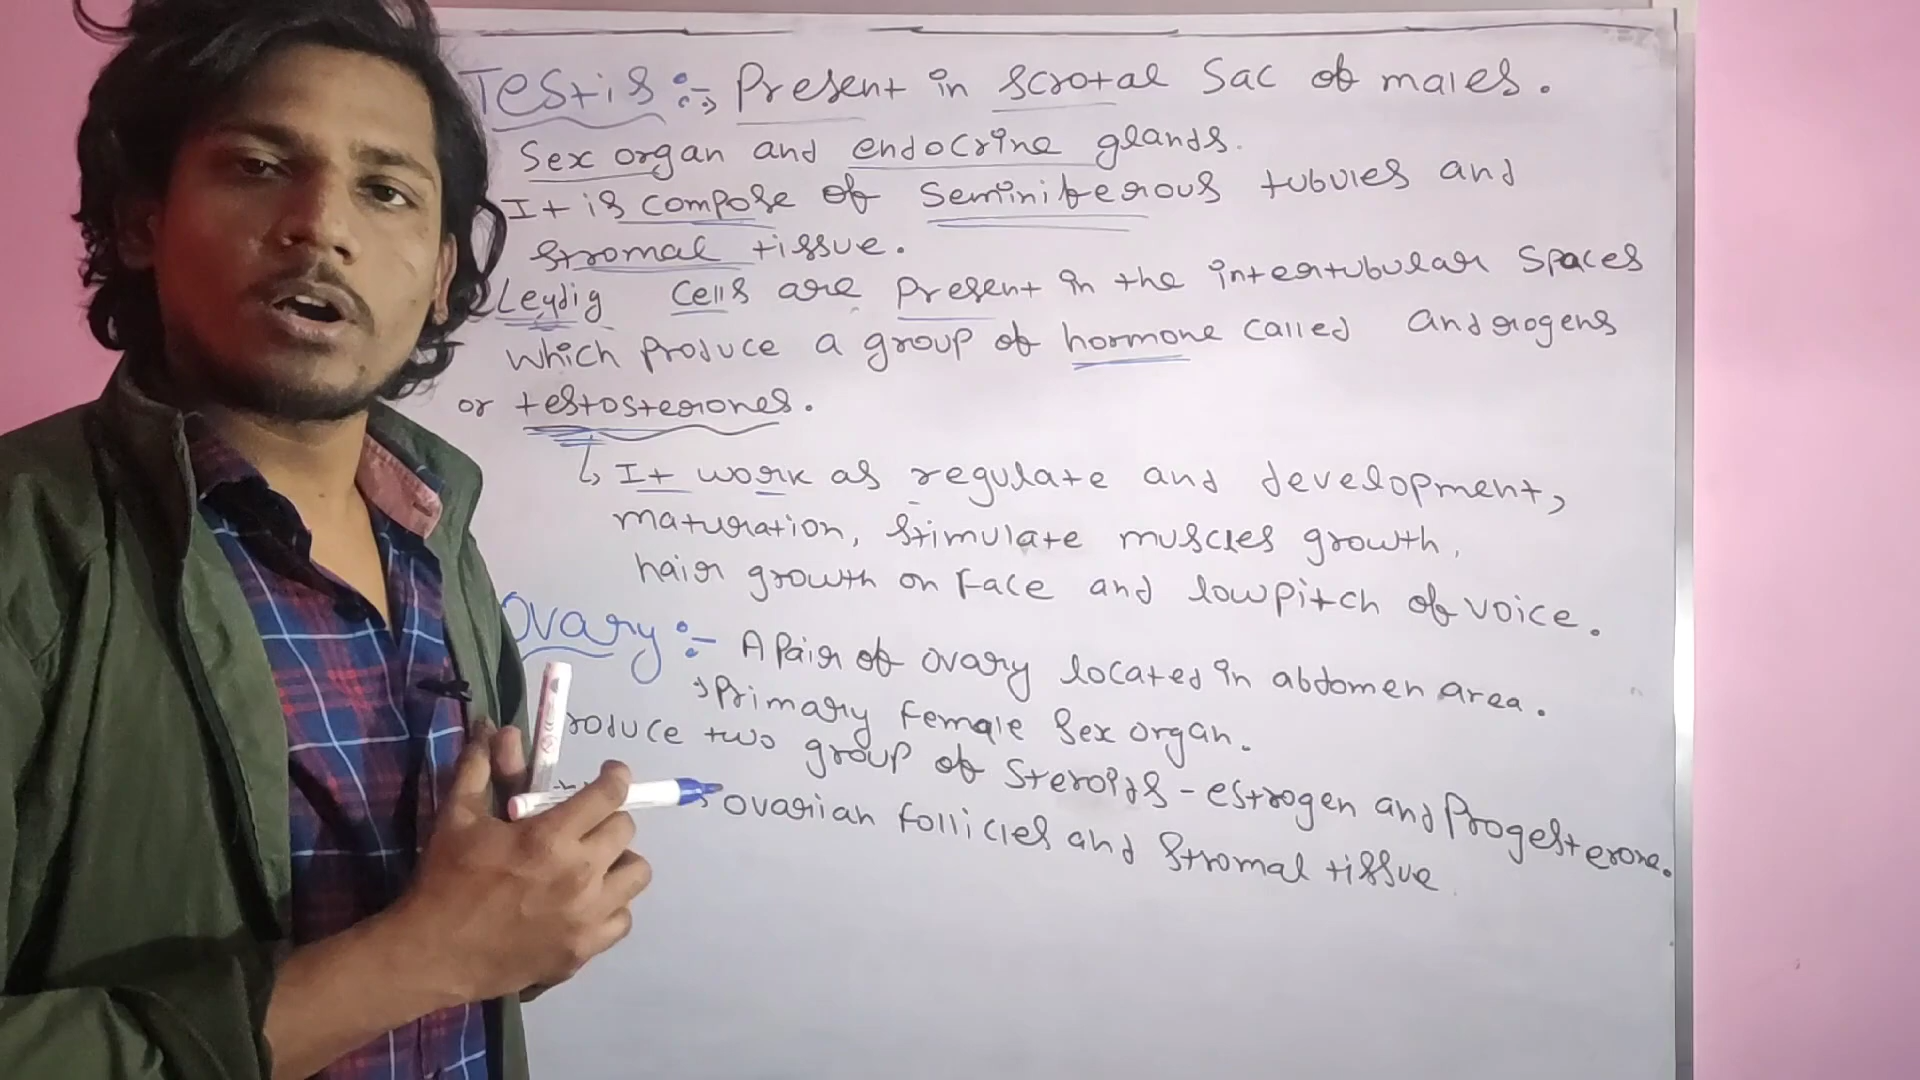 Testis :- Present in scrotal sac of males.
Sex organ and endocrine glands.
It is compose of seminiferous tubules and
stromal tissue.
Leydig cells are present in the intertubular spaces
which produce a group of hormone called androgens
or testosterones.
↳ It work as regulate and development,
maturation, stimulate muscles growth,
hair growth on face and low pitch of voice.
Ovary :- A pair of ovary located in abdomen area.
→ Primary female sex organ.
roduce two group of steroids - estrogen and Progesterone.
ovarian follicles and stromal tissue